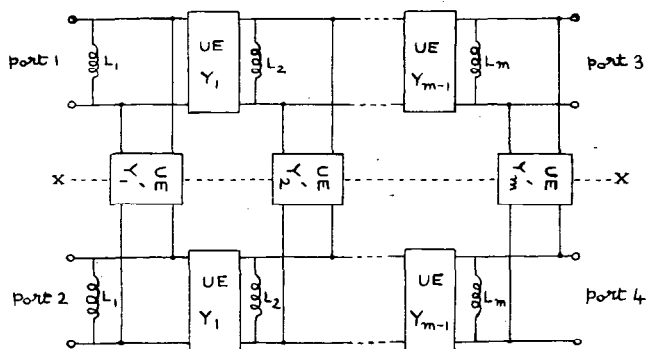 port 1
L1
UE
Y1
L2
UE
Ym-1
Lm
port 3
X
UE
Y'1
UE
Y'2
UE
Y'm
X
port 2
L1
UE
Y1
L2
UE
Ym-1
Lm
port 4